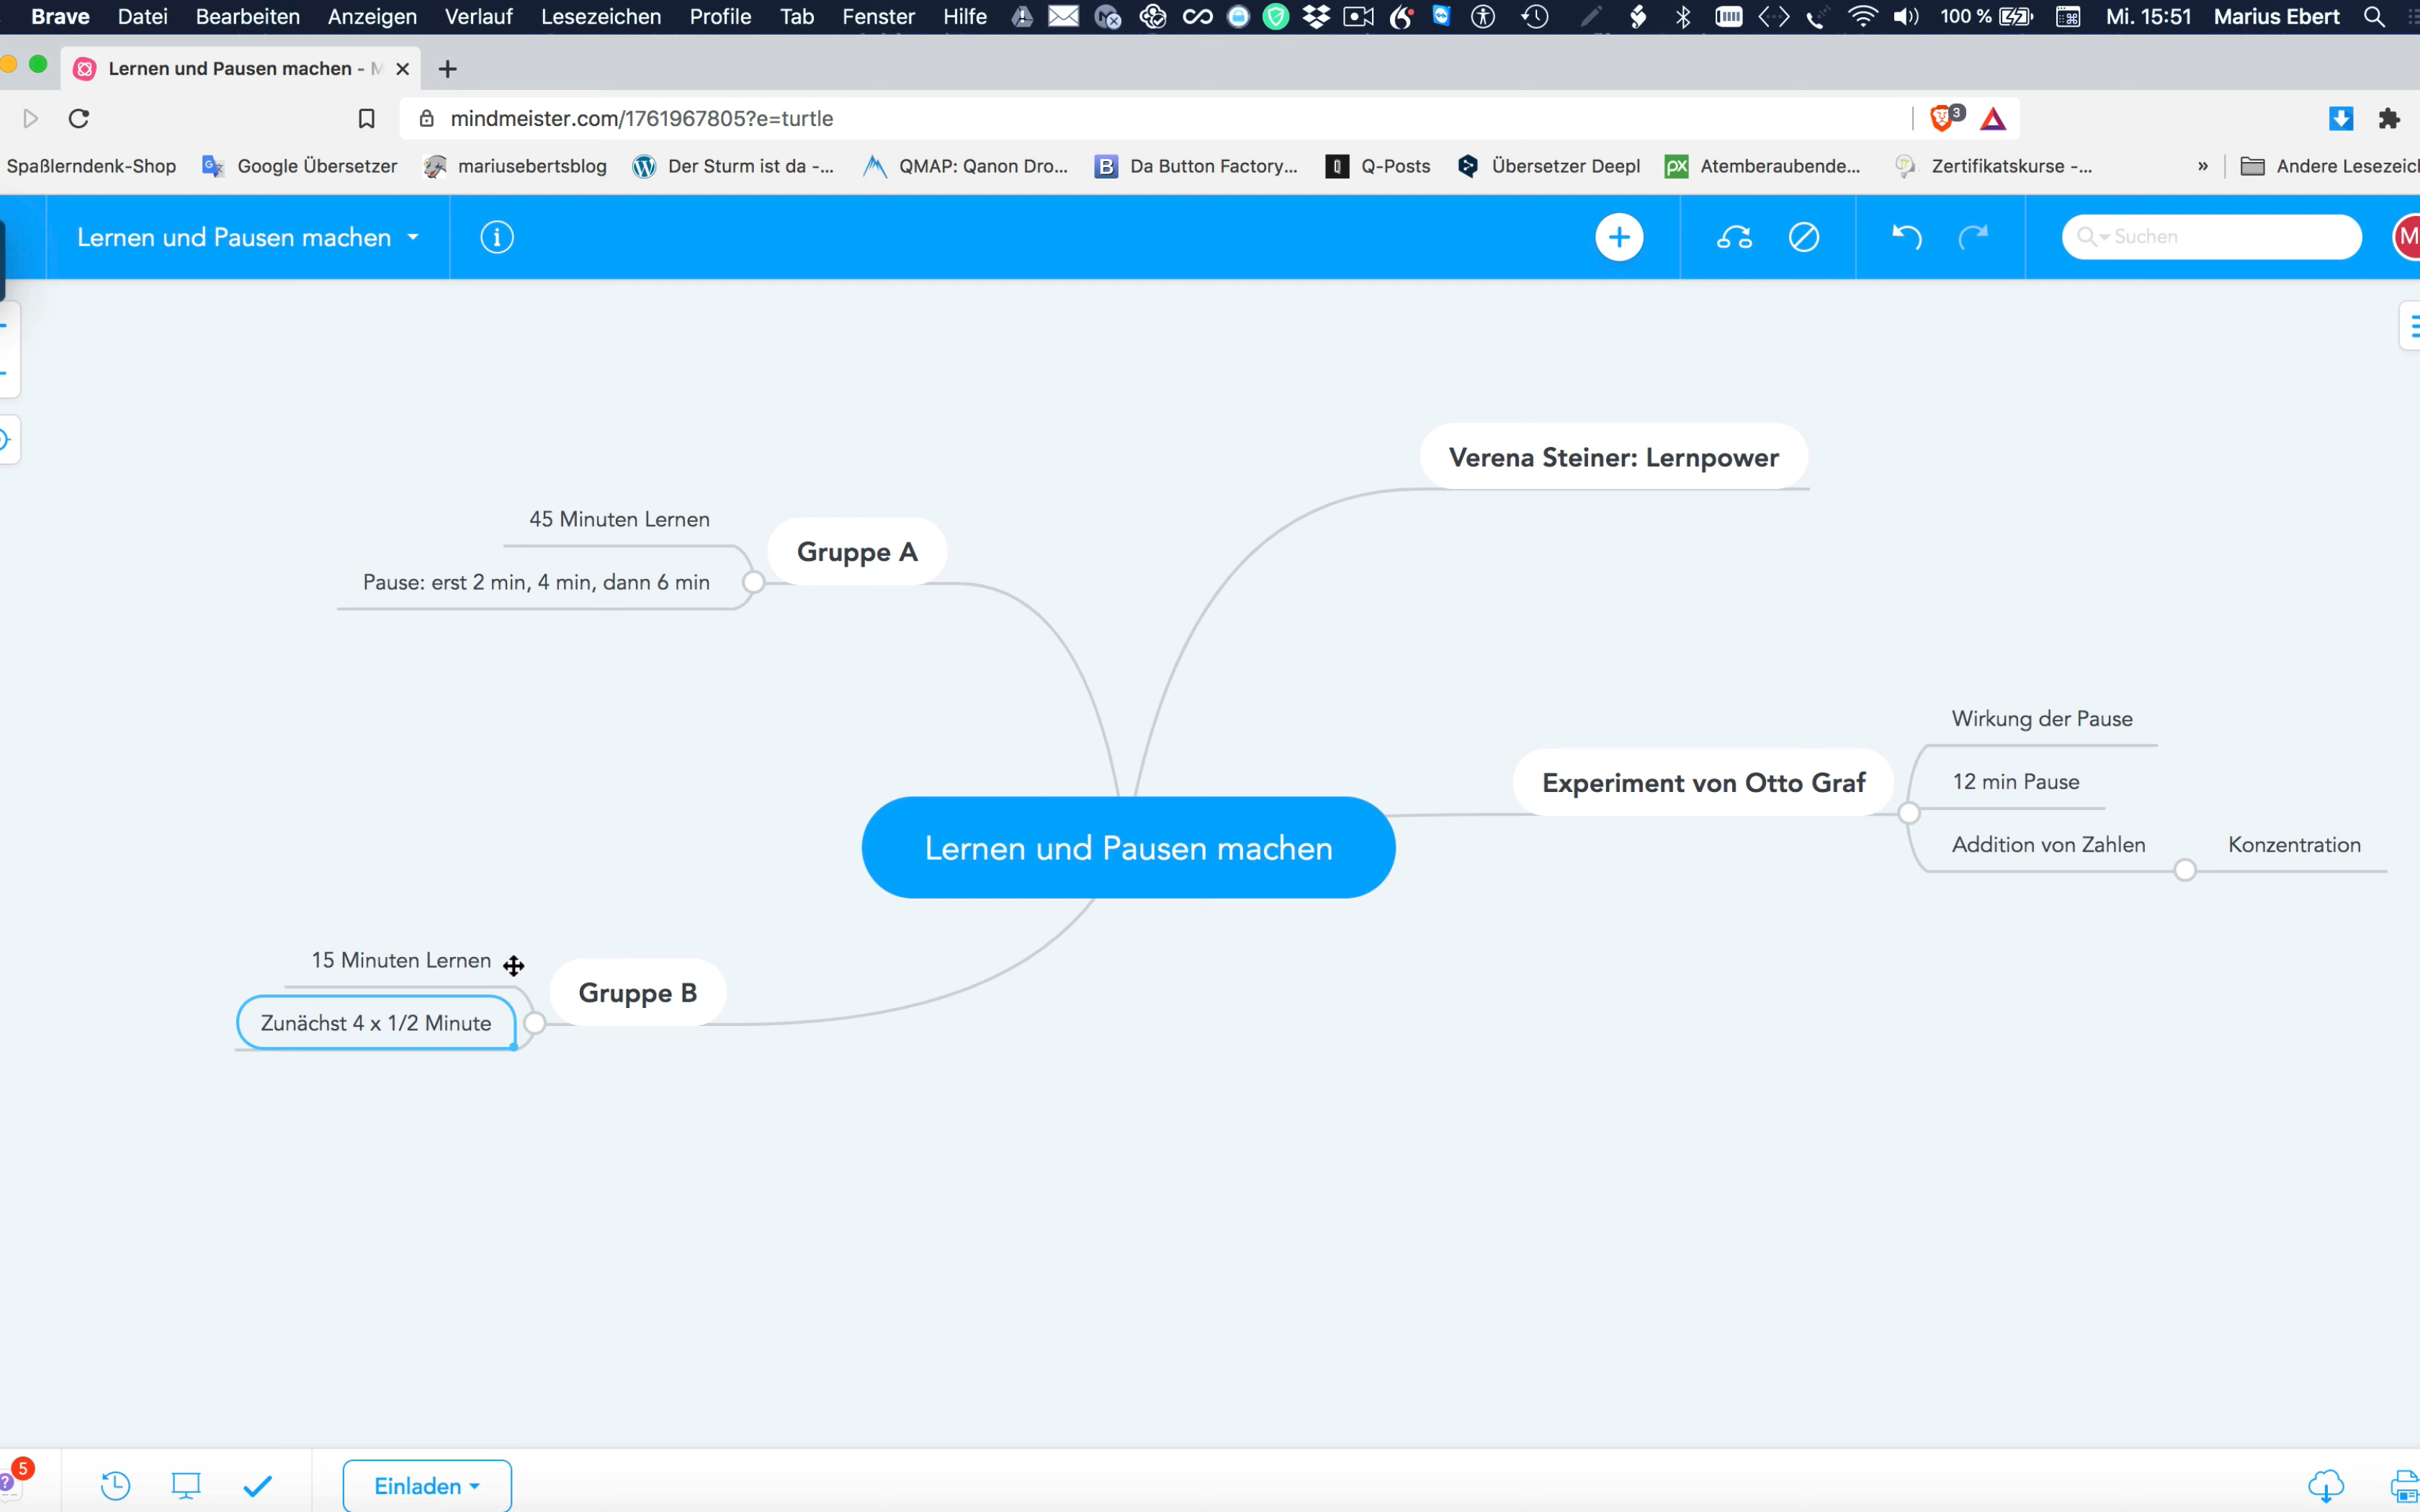 Brave Datei Bearbeiten Anzeigen Verlauf Lesezeichen Profile Tab Fenster Hilfe 100 % Mi. 15:51 Marius Ebert
Lernen und Pausen machen - M
mindmeister.com/1761967805?e=turtle 3
Spaßlerndenk-Shop Google Übersetzer mariusebertsblog Der Sturm ist da -... QMAP: Qanon Dro... Da Button Factory... Q-Posts Übersetzer Deepl Atemberaubende... Zertifikatskurse -... » Andere Lesezeich
Lernen und Pausen machen Suchen M
Verena Steiner: Lernpower
45 Minuten Lernen
Gruppe A
Pause: erst 2 min, 4 min, dann 6 min
Wirkung der Pause
Experiment von Otto Graf
12 min Pause
Addition von Zahlen
Konzentration
Lernen und Pausen machen
15 Minuten Lernen
Gruppe B
Zunächst 4 x 1/2 Minute
5
Einladen